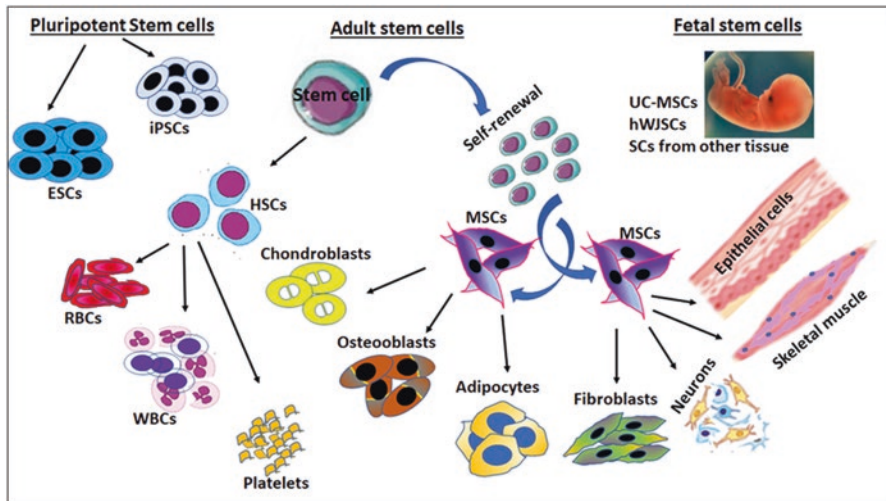 Pluripotent Stem cells
Adult stem cells
Fetal stem cells
iPSCs
ESCs
Stem cell
Self-renewal
UC-MSCs
hWJSCs
SCs from other tissue
HSCs
MSCs
MSCs
Epithelial cells
Chondroblasts
RBCs
Skeletal muscle
Osteooblasts
WBCs
Adipocytes
Fibroblasts
Neurons
Platelets